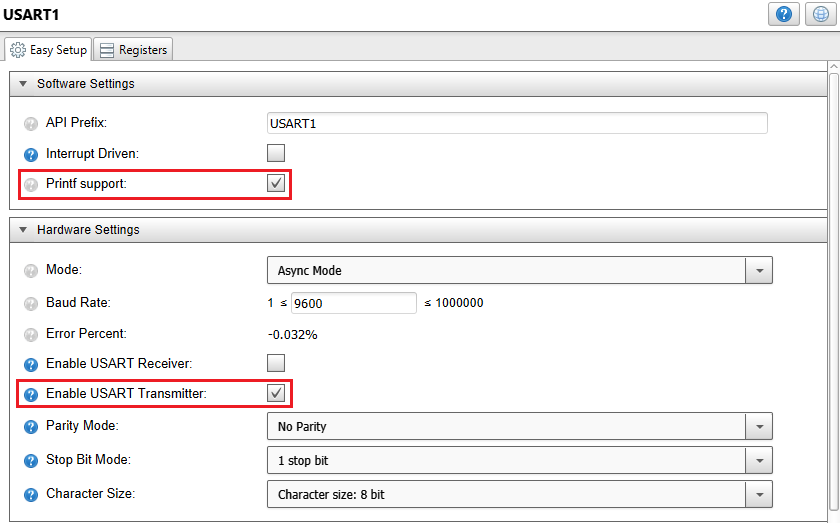 USART1
Easy Setup Registers
Software Settings
API Prefix: USART1
Interrupt Driven:
Printf support:
Hardware Settings
Mode: Async Mode
Baud Rate: 1 ≤ 9600 ≤ 1000000
Error Percent: -0.032%
Enable USART Receiver:
Enable USART Transmitter:
Parity Mode: No Parity
Stop Bit Mode: 1 stop bit
Character Size: Character size: 8 bit